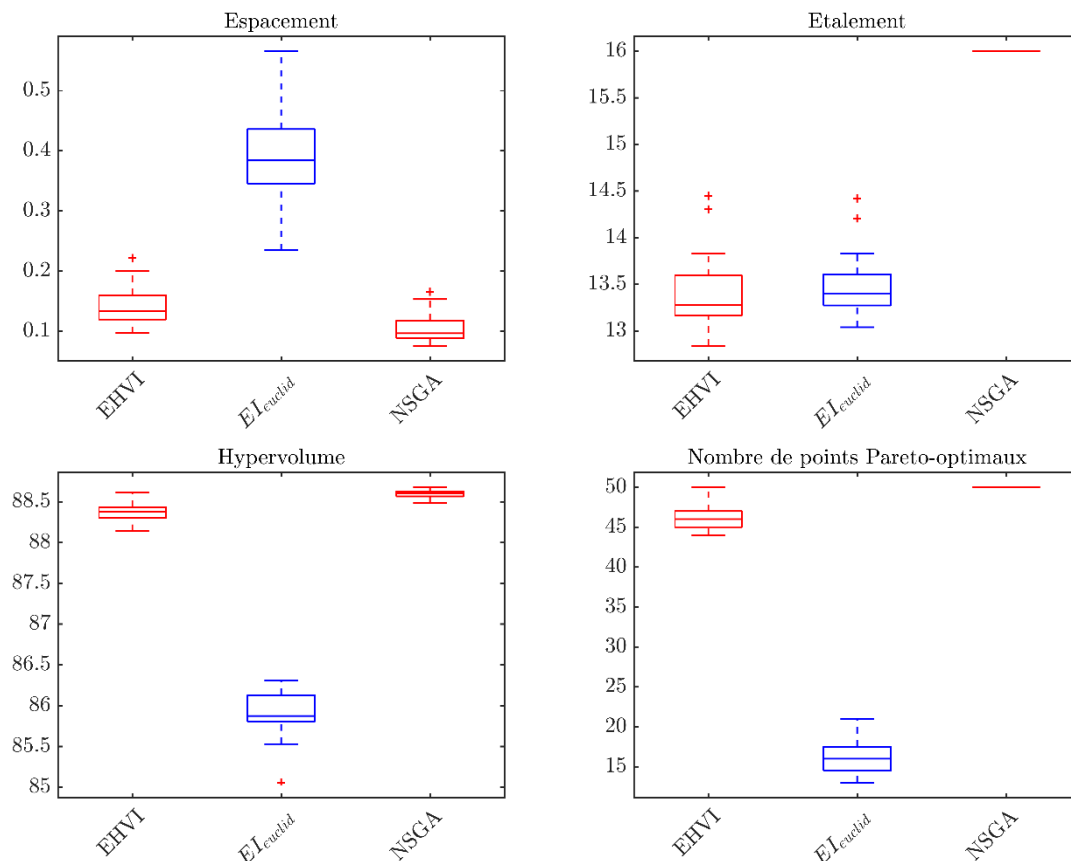 Espacement
0.5
0.4
0.3
0.2
0.1
EHVI
EI_euclid
NSGA
Etalement
16
15.5
15
14.5
14
13.5
13
EHVI
EI_euclid
NSGA
Hypervolume
88.5
88
87.5
87
86.5
86
85.5
85
EHVI
EI_euclid
NSGA
Nombre de points Pareto-optimaux
50
45
40
35
30
25
20
15
EHVI
EI_euclid
NSGA